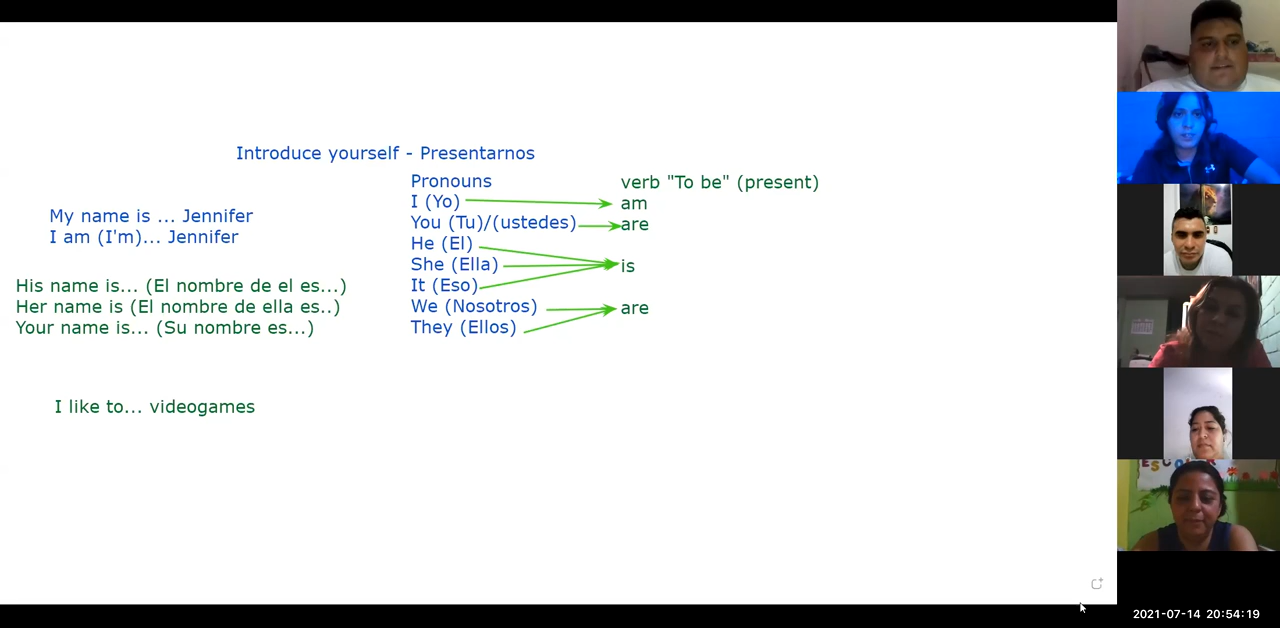 Introduce yourself - Presentarnos
My name is ... Jennifer
I am (I'm)... Jennifer
His name is... (El nombre de el es...)
Her name is (El nombre de ella es..)
Your name is... (Su nombre es...)
I like to... videogames
Pronouns
I (Yo)
You (Tu)/(ustedes)
He (El)
She (Ella)
It (Eso)
We (Nosotros)
They (Ellos)
verb "To be" (present)
am
are
is
are
ESCOLAR
2021-07-14 20:54:19